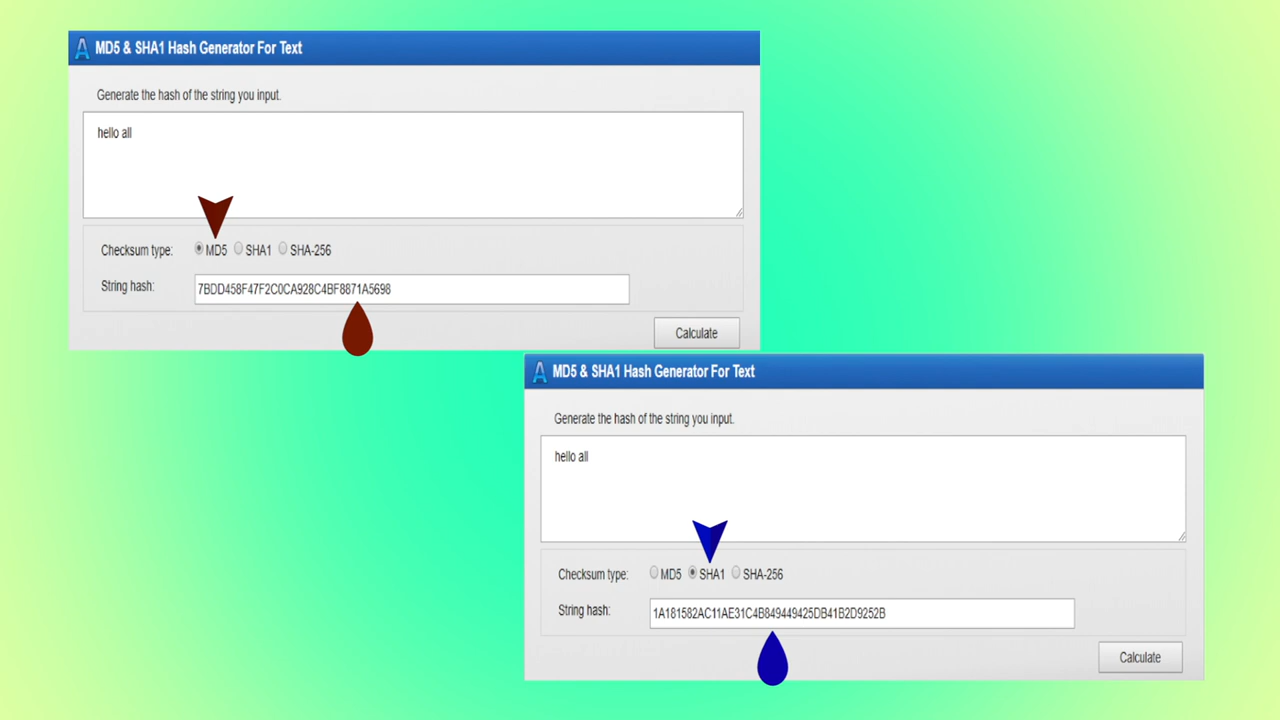 MD5 & SHA1 Hash Generator For Text
Generate the hash of the string you input.
hello all
Checksum type: MD5 SHA1 SHA-256
String hash: 7BDD458F47F2C0CA928C4BF8871A5698
Calculate
MD5 & SHA1 Hash Generator For Text
Generate the hash of the string you input.
hello all
Checksum type: MD5 SHA1 SHA-256
String hash: 1A181582AC11AE31C4B849449425DB41B2D9252B
Calculate